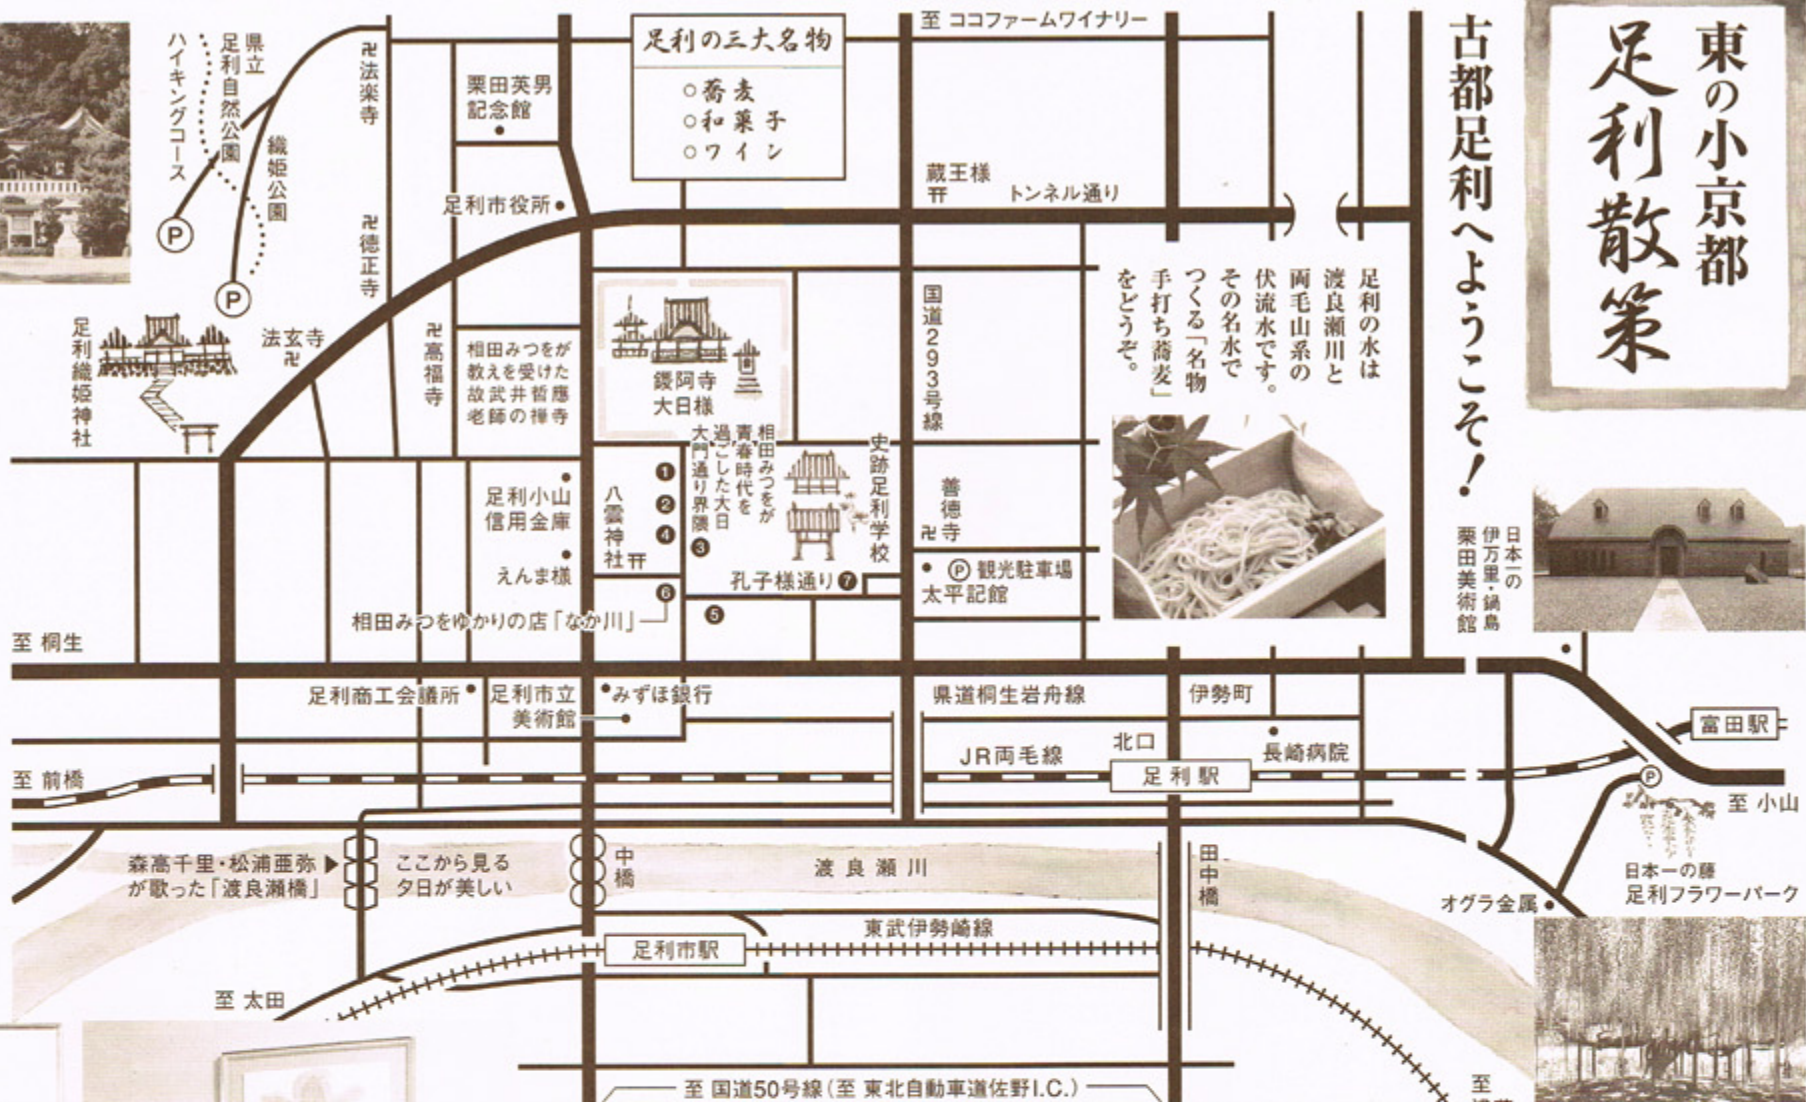 東の小京都
足利散策
古都足利へようこそ！
足利の三大名物
○蕎麦
○和菓子
○ワイン
至 ココファームワイナリー
県立
足利自然公園
ハイキングコース
織姫公園
P
P
卍法楽寺
卍徳正寺
栗田英男
記念館
足利市役所
蔵王様
トンネル通り
足利織姫神社
法玄寺
卍
卍高福寺
相田みつをが
教えを受けた
故武井哲應
老師の禅寺
鑁阿寺
大日様
国道293号線
足利の水は
渡良瀬川と
両毛山系の
伏流水です。
その名水で
つくる「名物
手打ち蕎麦」
をどうぞ。
足利小山
信用金庫
えんま様
八雲神社
1
2
4
3
相田みつをが
青春時代を
過ごした大日
大門通り界隈
史跡足利学校
孔子様通り
7
6
5
相田みつをゆかりの店「なか川」
善徳寺
卍
P 観光駐車場
太平記館
日本一の
伊万里・鍋島
栗田美術館
至 桐生
足利商工会議所
足利市立
美術館
みずほ銀行
県道桐生岩舟線
伊勢町
至 前橋
JR両毛線
北口
足利駅
長崎病院
富田駅
P
至 小山
森高千里・松浦亜弥▶
が歌った「渡良瀬橋」
ここから見る
夕日が美しい
中橋
渡良瀬川
田中橋
日本一の藤
足利フラワーパーク
オグラ金属
東武伊勢崎線
足利市駅
至 太田
至 国道50号線（至 東北自動車道佐野I.C.）
至